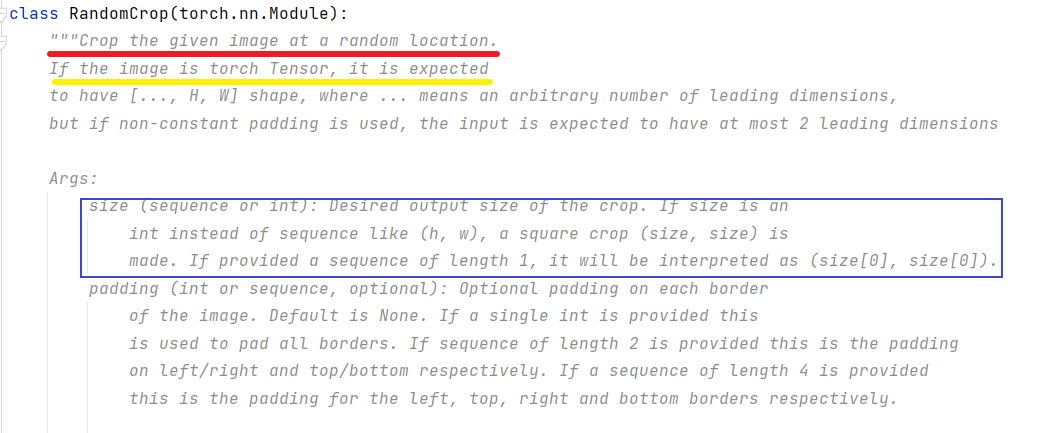 class RandomCrop(torch.nn.Module):
"""Crop the given image at a random location.
If the image is torch Tensor, it is expected
to have [..., H, W] shape, where ... means an arbitrary number of leading dimensions,
but if non-constant padding is used, the input is expected to have at most 2 leading dimensions
Args:
size (sequence or int): Desired output size of the crop. If size is an
int instead of sequence like (h, w), a square crop (size, size) is
made. If provided a sequence of length 1, it will be interpreted as (size[0], size[0]).
padding (int or sequence, optional): Optional padding on each border
of the image. Default is None. If a single int is provided this
is used to pad all borders. If sequence of length 2 is provided this is the padding
on left/right and top/bottom respectively. If a sequence of length 4 is provided
this is the padding for the left, top, right and bottom borders respectively.